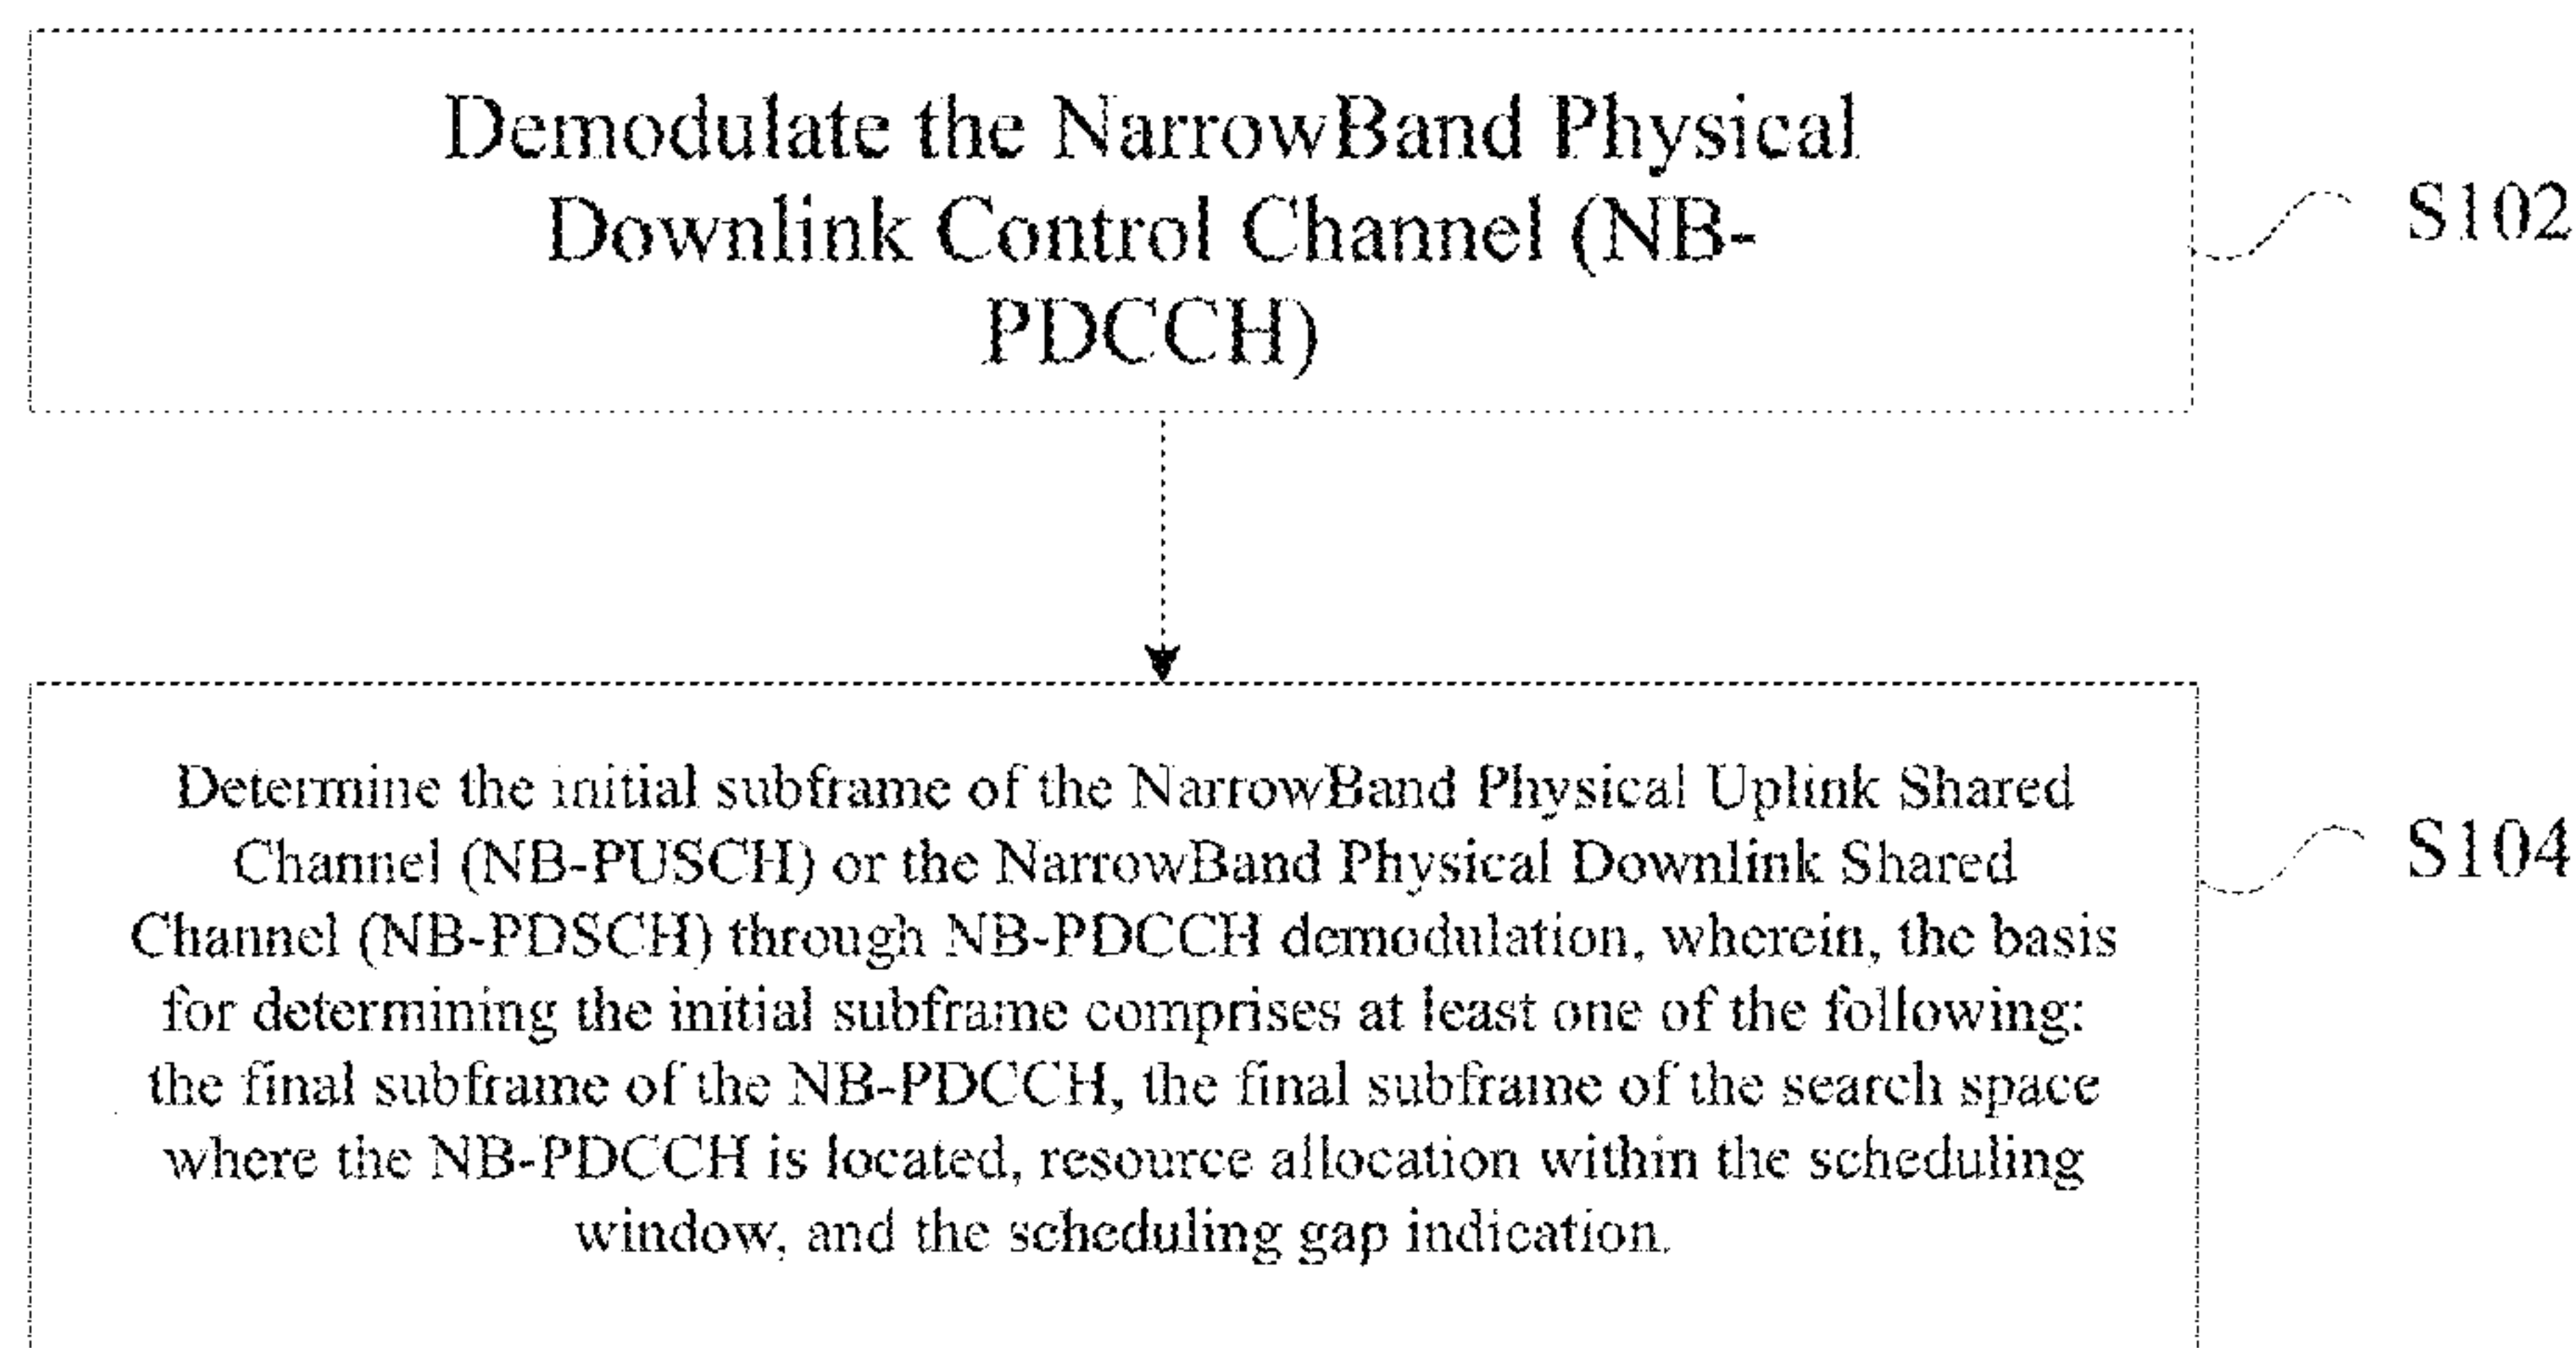 Demodulate the NarrowBand Physical
Downlink Control Channel (NB-
PDCCH)
S102
Determine the initial subframe of the NarrowBand Physical Uplink Shared
Channel (NB-PUSCH) or the NarrowBand Physical Downlink Shared
Channel (NB-PDSCH) through NB-PDCCH demodulation, wherein, the basis
for determining the initial subframe comprises at least one of the following:
the final subframe of the NB-PDCCH, the final subframe of the search space
where the NB-PDCCH is located, resource allocation within the scheduling
window, and the scheduling gap indication.
S104